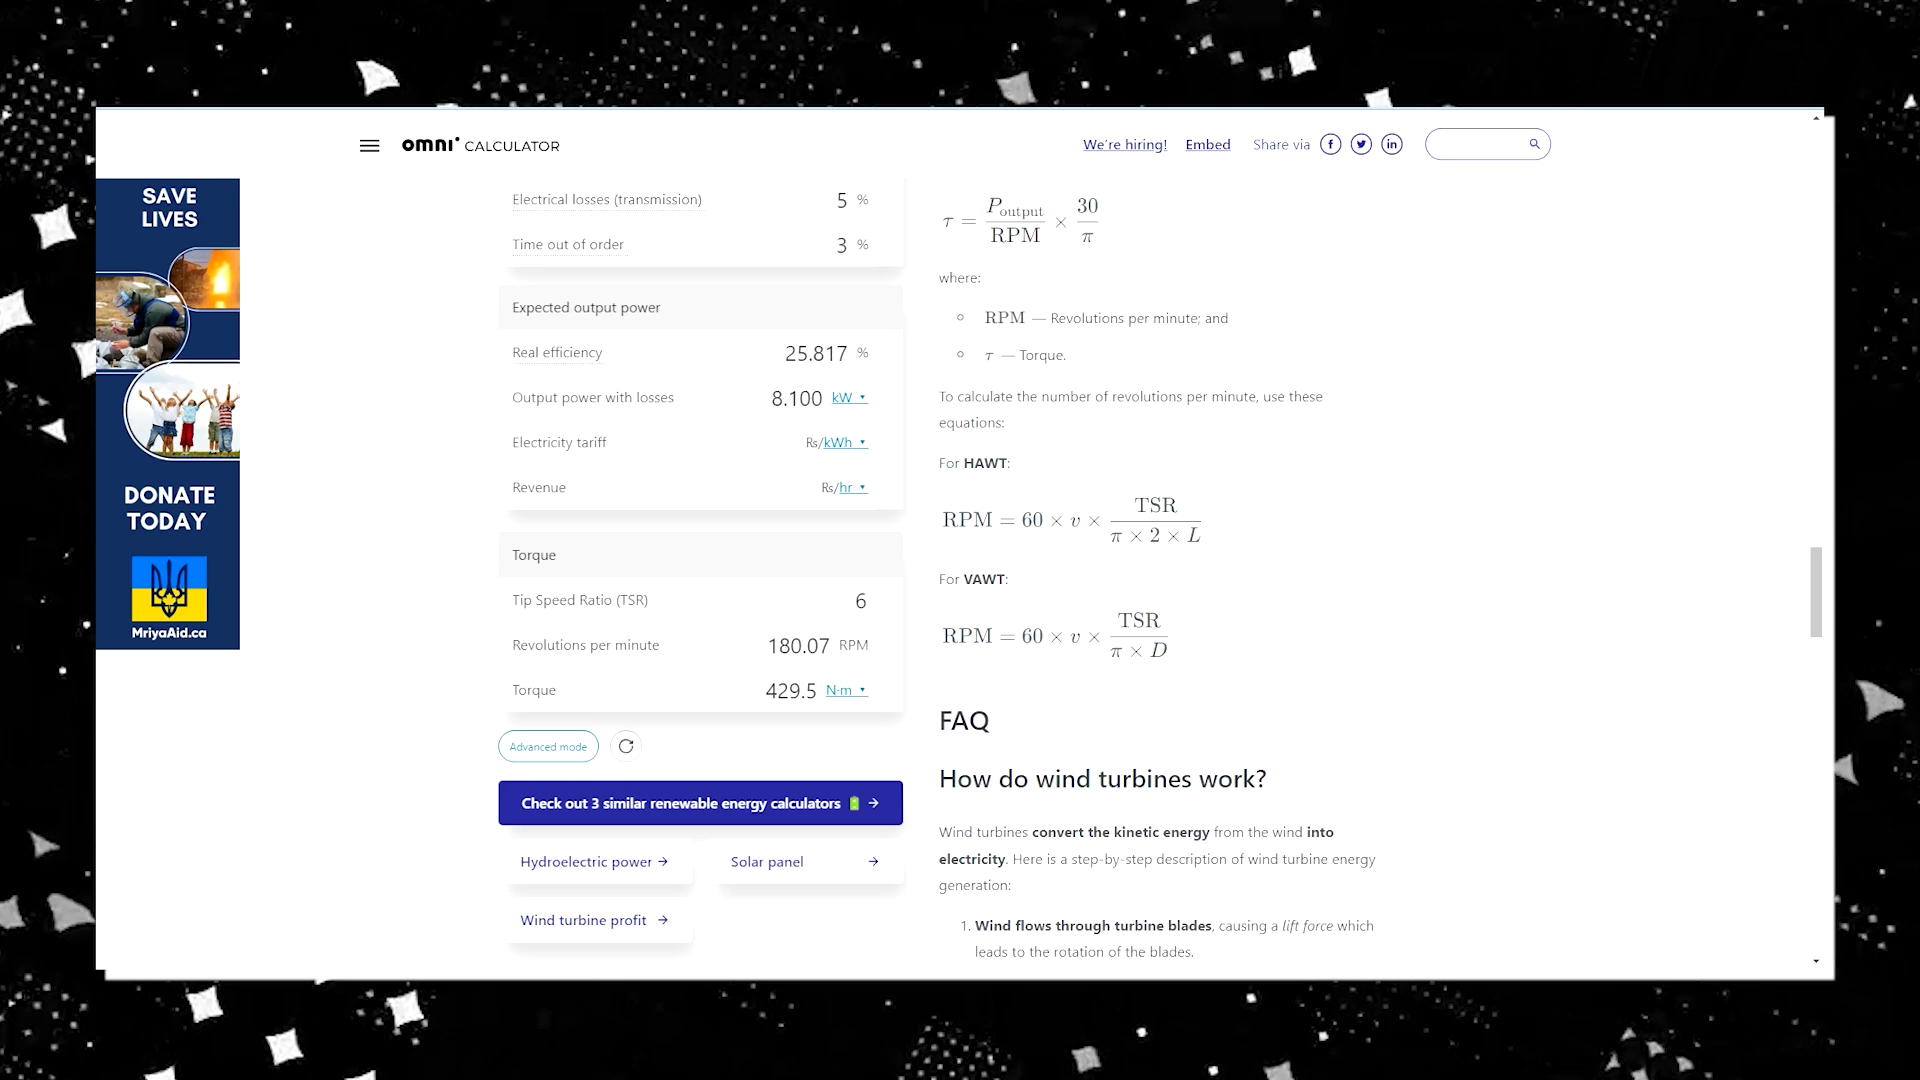 omni CALCULATOR
We're hiring! Embed Share via
SAVE
LIVES
DONATE
TODAY
MriyaAid.ca
Electrical losses (transmission) 5 %
Time out of order 3 %
Expected output power
Real efficiency 25.817 %
Output power with losses 8.100 kW
Electricity tariff Rs/kWh
Revenue Rs/hr
Torque
Tip Speed Ratio (TSR) 6
Revolutions per minute 180.07 RPM
Torque 429.5 N·m
Advanced mode
Check out 3 similar renewable energy calculators 🔋 →
Hydroelectric power → Solar panel →
Wind turbine profit →
τ = P_output / RPM × 30 / π
where:
RPM — Revolutions per minute; and
τ — Torque.
To calculate the number of revolutions per minute, use these
equations:
For HAWT:
RPM = 60 × v × TSR / π × 2 × L
For VAWT:
RPM = 60 × v × TSR / π × D
FAQ
How do wind turbines work?
Wind turbines convert the kinetic energy from the wind into
electricity. Here is a step-by-step description of wind turbine energy
generation:
1. Wind flows through turbine blades, causing a lift force which
leads to the rotation of the blades.